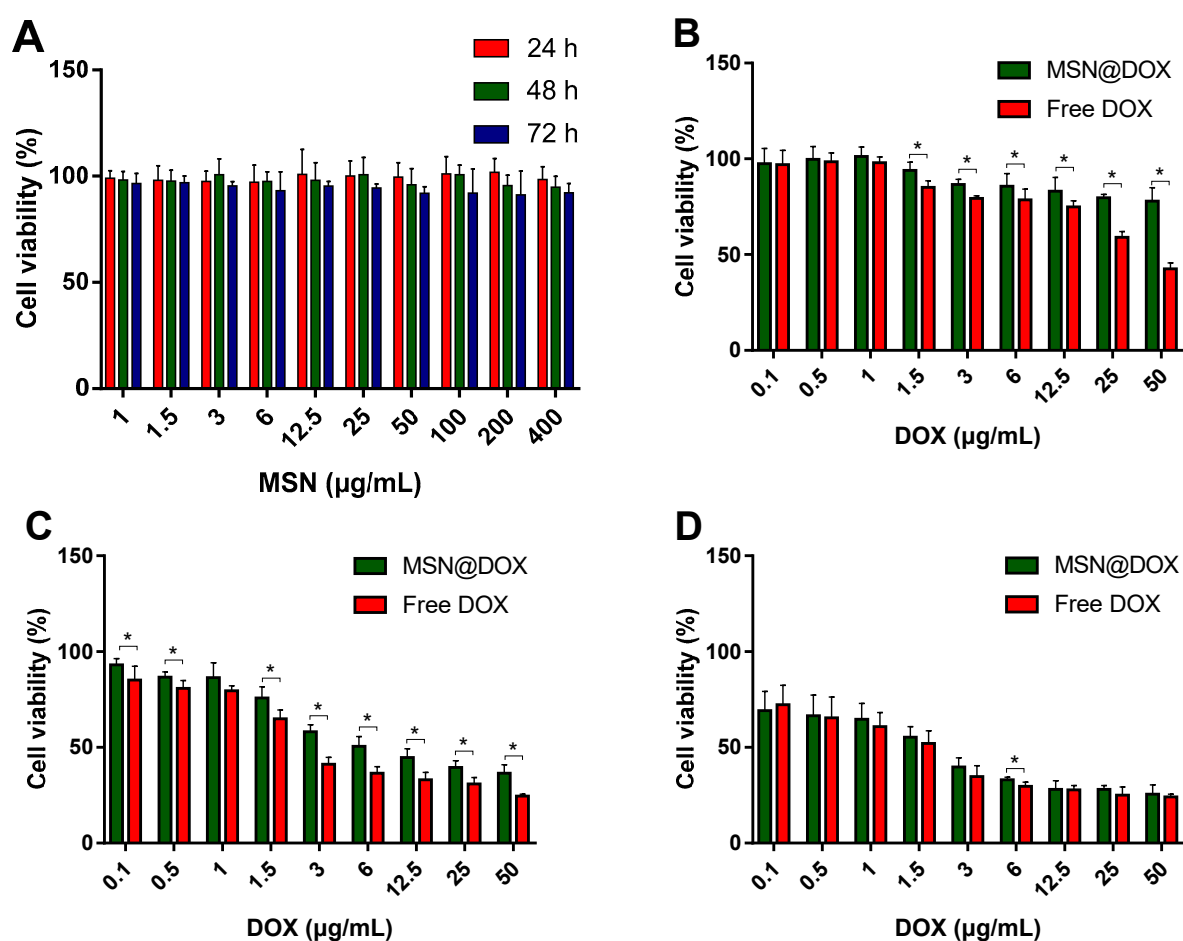 A
24 h
48 h
72 h
150
100
50
0
Cell viability (%)
1
1.5
3
6
12.5
25
50
100
200
400
MSN (µg/mL)
B
MSN@DOX
Free DOX
150
100
50
0
Cell viability (%)
* * * * * *
0.1
0.5
1
1.5
3
6
12.5
25
50
DOX (µg/mL)
C
MSN@DOX
Free DOX
150
100
50
0
Cell viability (%)
* * * * * * * *
0.1
0.5
1
1.5
3
6
12.5
25
50
DOX (µg/mL)
D
MSN@DOX
Free DOX
150
100
50
0
Cell viability (%)
*
0.1
0.5
1
1.5
3
6
12.5
25
50
DOX (µg/mL)